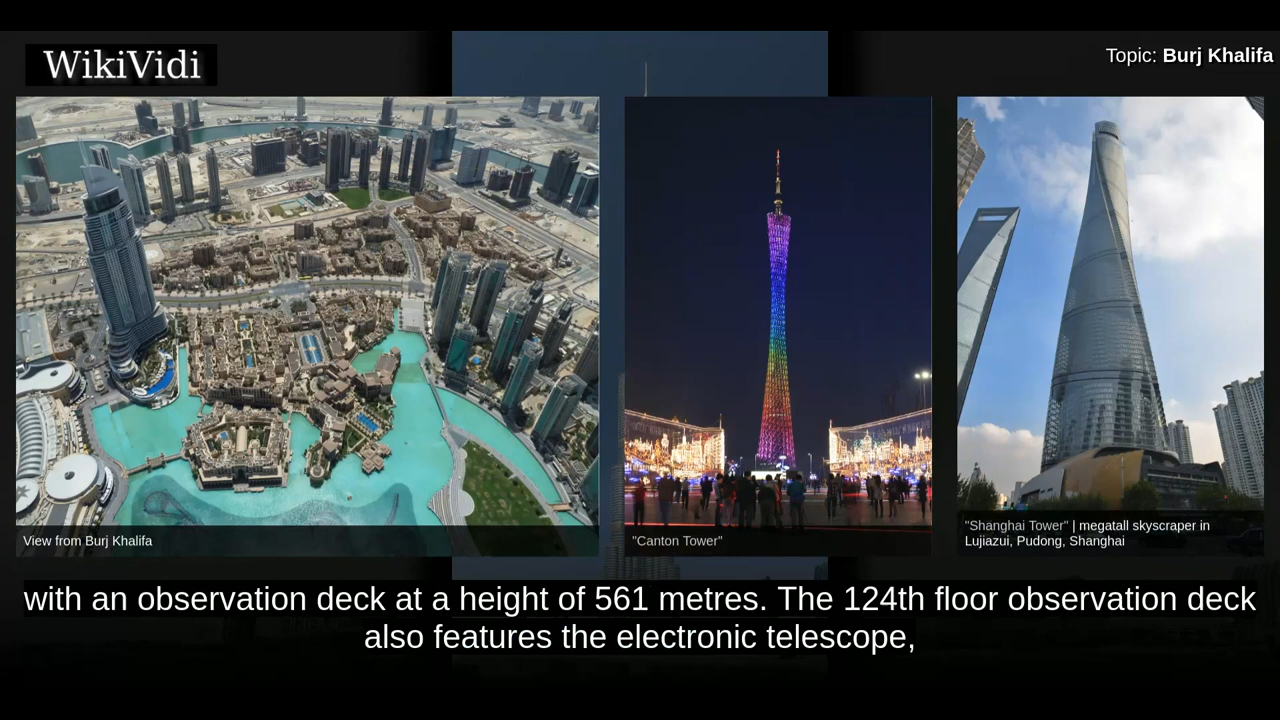 WikiVidi
Topic: Burj Khalifa
View from Burj Khalifa
"Canton Tower"
"Shanghai Tower" | megatall skyscraper in
Lujiazui, Pudong, Shanghai
with an observation deck at a height of 561 metres. The 124th floor observation deck
also features the electronic telescope,